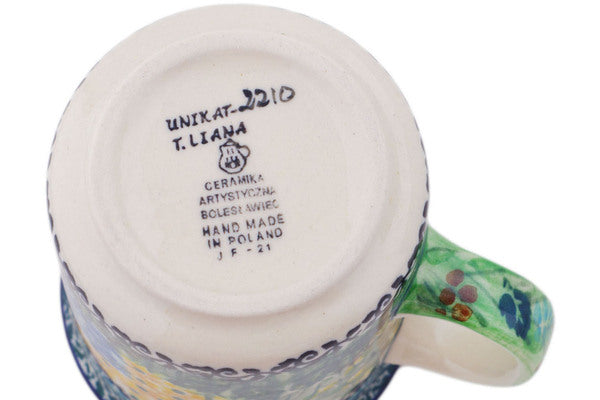 UNIKAT-2210
T. LIANA
CERAMIKA
ARTYSTYCZNA
BOLESŁAWIEC
HAND MADE
IN POLAND
J F - 21